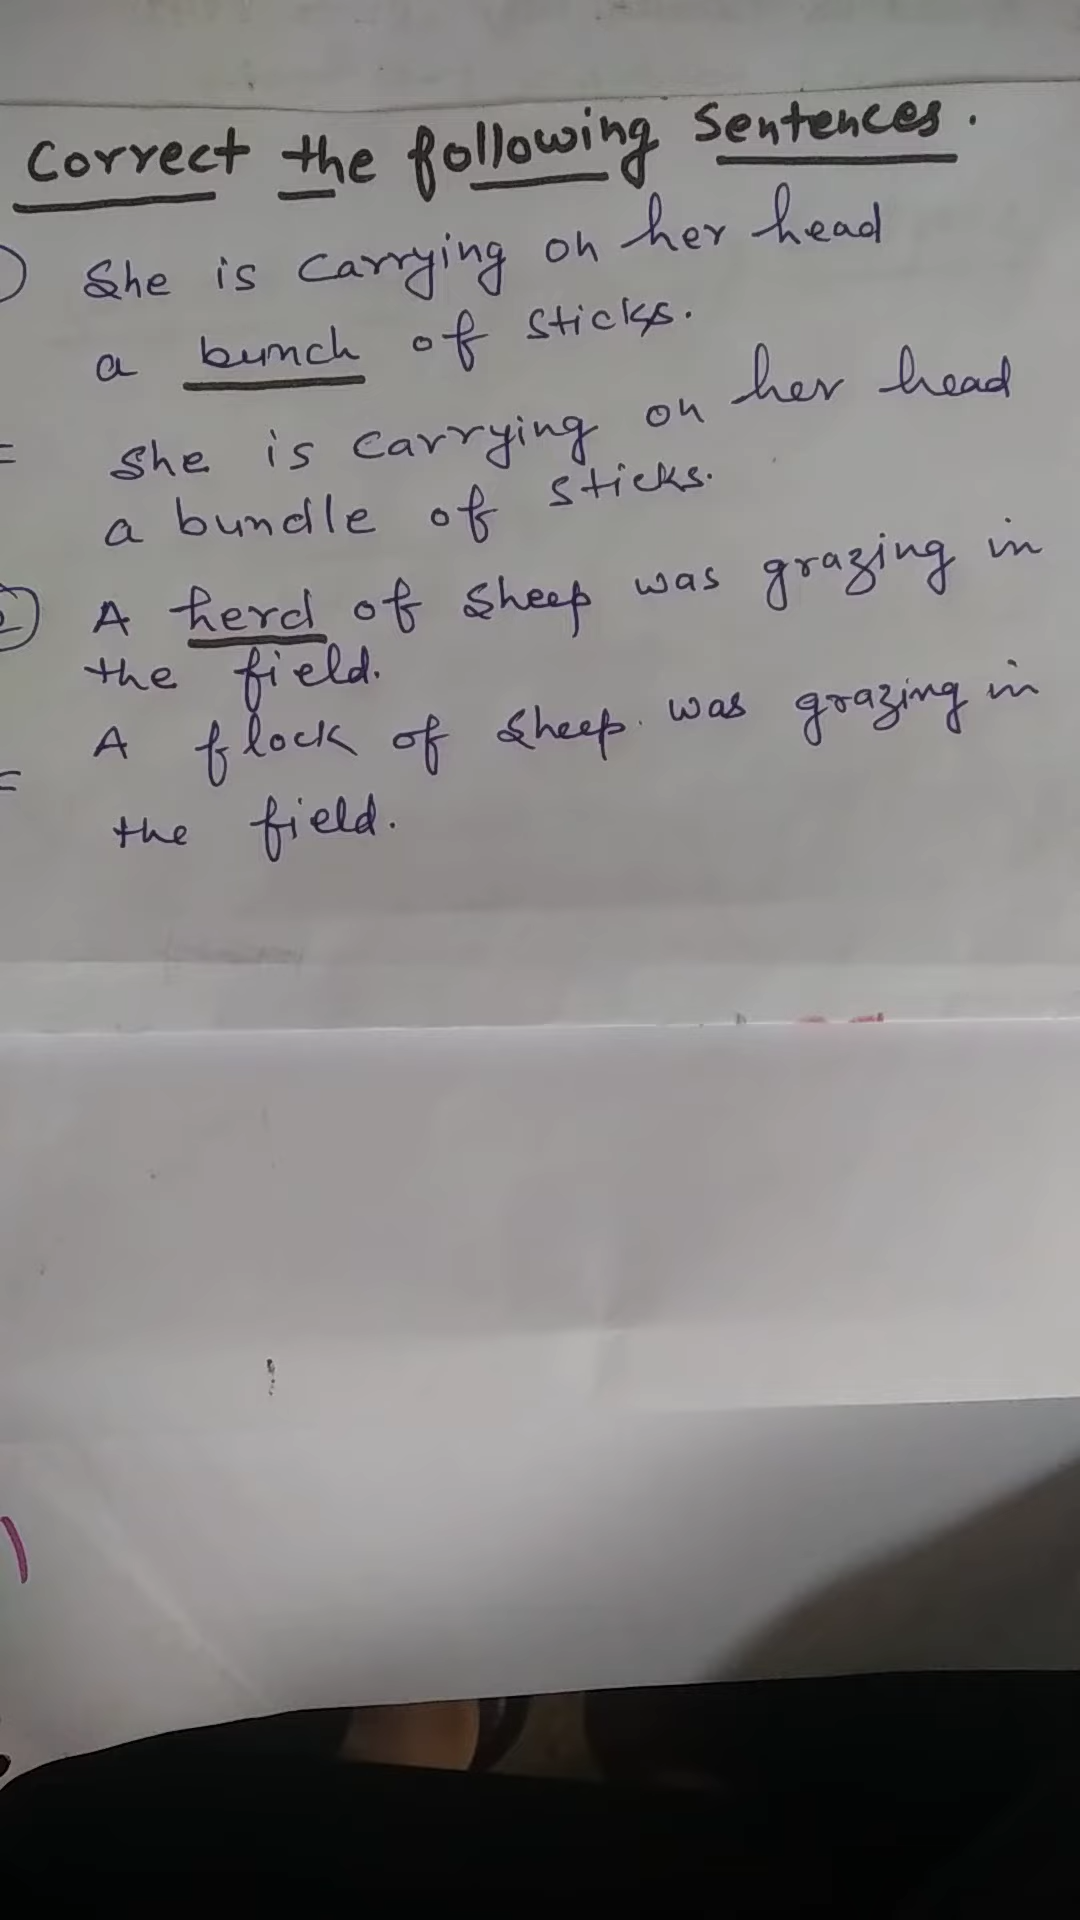 Correct the following Sentences.
She is carrying on her head
a bunch of sticks.
= She is carrying on her head
a bundle of sticks.
2 A herd of Sheep was grazing in
the field.
= A flock of Sheep was grazing in
the field.